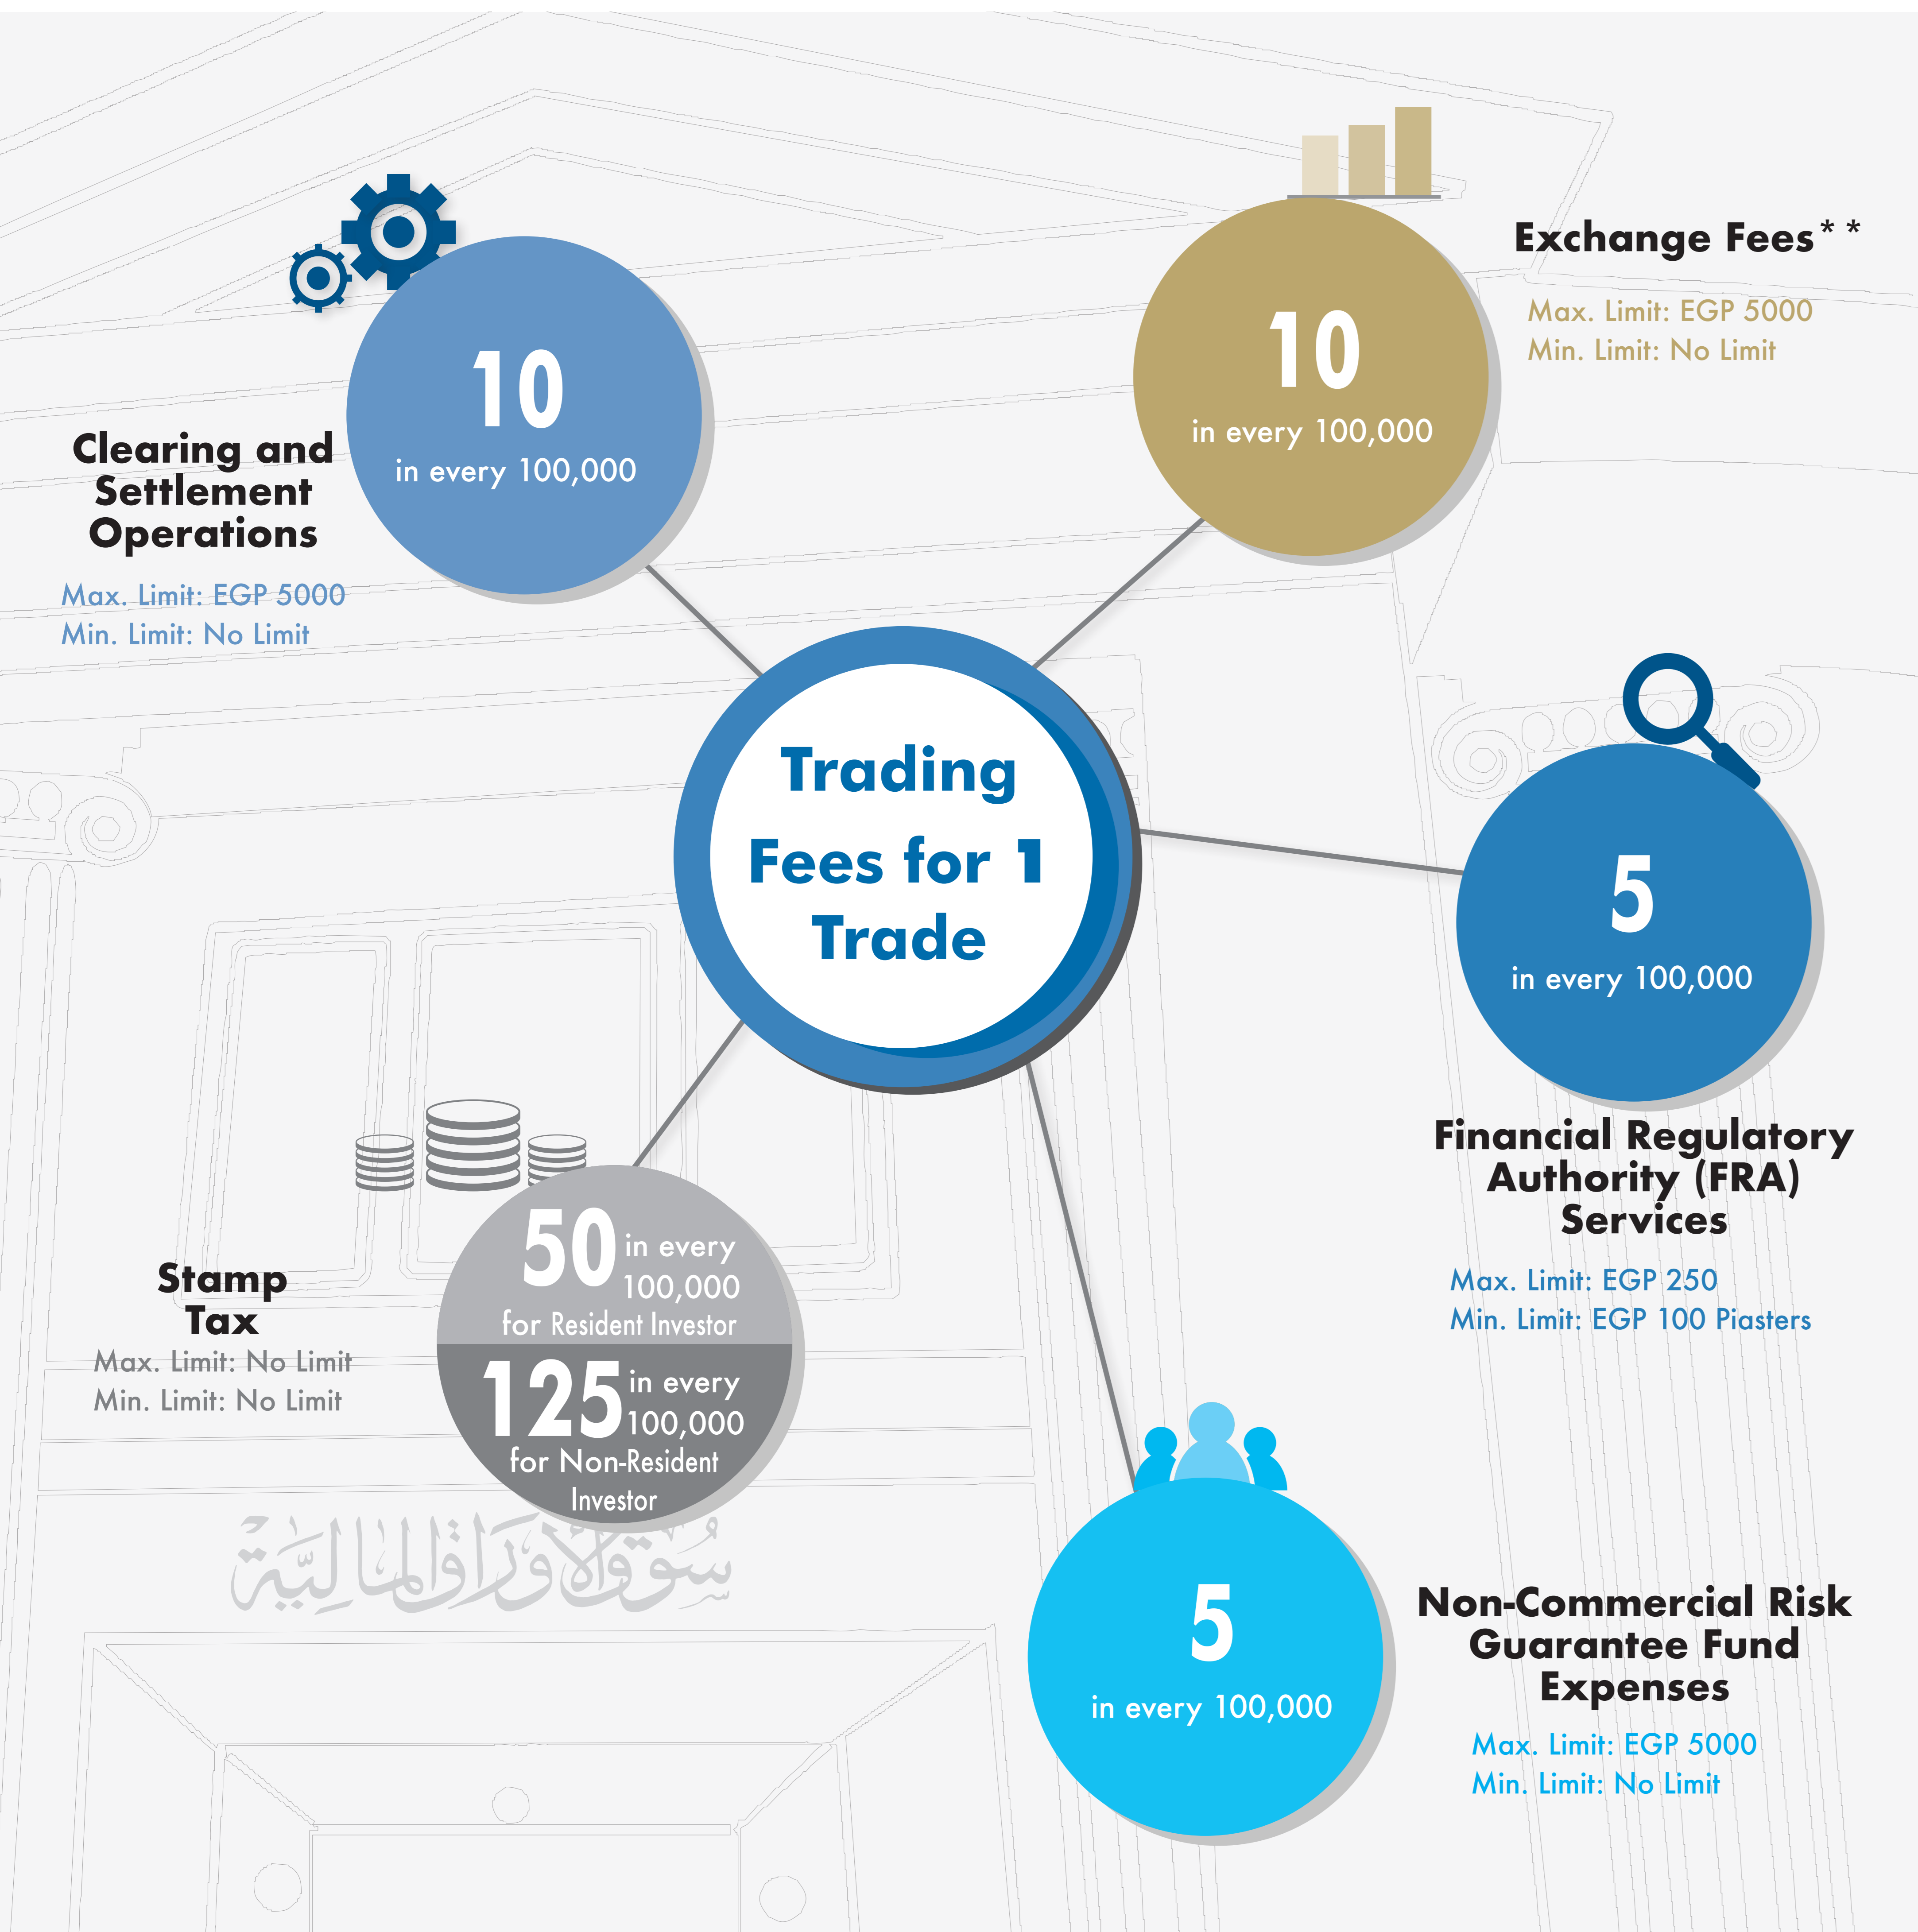 Exchange Fees**
Max. Limit: EGP 5000
Min. Limit: No Limit
10
in every 100,000
10
in every 100,000
Clearing and
Settlement
Operations
Max. Limit: EGP 5000
Min. Limit: No Limit
Trading
Fees for 1
Trade
5
in every 100,000
Financial Regulatory
Authority (FRA)
Services
Max. Limit: EGP 250
Min. Limit: EGP 100 Piasters
Stamp
Tax
Max. Limit: No Limit
Min. Limit: No Limit
50 in every
100,000
for Resident Investor
125 in every
100,000
for Non-Resident
Investor
سُوق الأوراق المالية
5
in every 100,000
Non-Commercial Risk
Guarantee Fund
Expenses
Max. Limit: EGP 5000
Min. Limit: No Limit